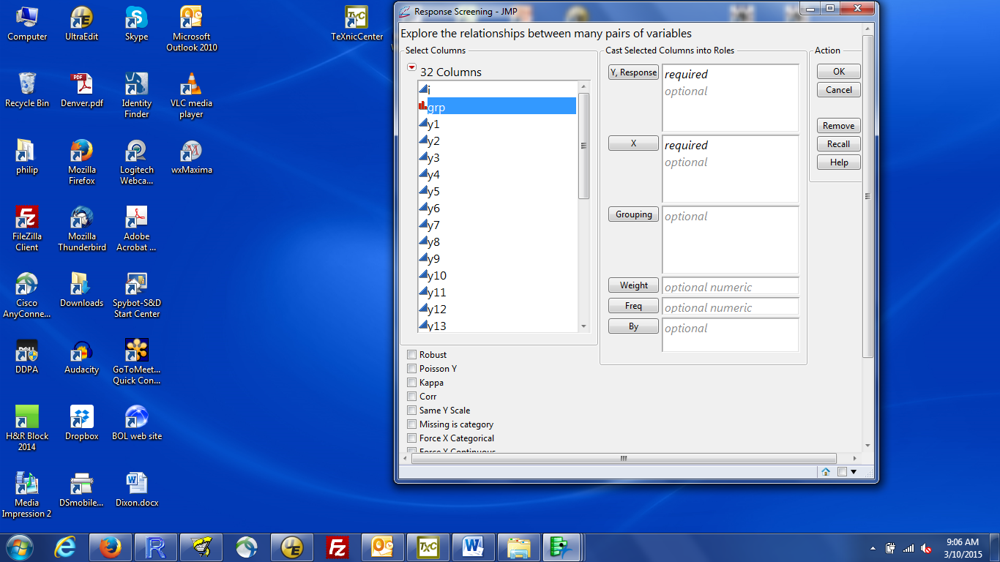 Computer
UltraEdit
Skype
Microsoft
Outlook 2010
TeXnicCenter
Recycle Bin
Denver.pdf
Identity
Finder
VLC media
player
philip
Mozilla
Firefox
Logitech
Webca...
wxMaxima
FileZilla
Client
Mozilla
Thunderbird
Adobe
Acrobat ...
Cisco
AnyConne...
Downloads
Spybot-S&D
Start Center
DDPA
Audacity
GoToMeet...
Quick Con...
H&R Block
2014
Dropbox
BOL web site
Media
Impression 2
DSmobile...
Dixon.docx
Response Screening - JMP
Explore the relationships between many pairs of variables
Select Columns
32 Columns
i
grp
y1
y2
y3
y4
y5
y6
y7
y8
y9
y10
y11
y12
y13
Robust
Poisson Y
Kappa
Corr
Same Y Scale
Missing is category
Force X Categorical
Force X Continuous
Cast Selected Columns into Roles
Y, Response
required
optional
X
required
optional
Grouping
optional
Weight
optional numeric
Freq
optional numeric
By
optional
Action
OK
Cancel
Remove
Recall
Help
9:06 AM
3/10/2015